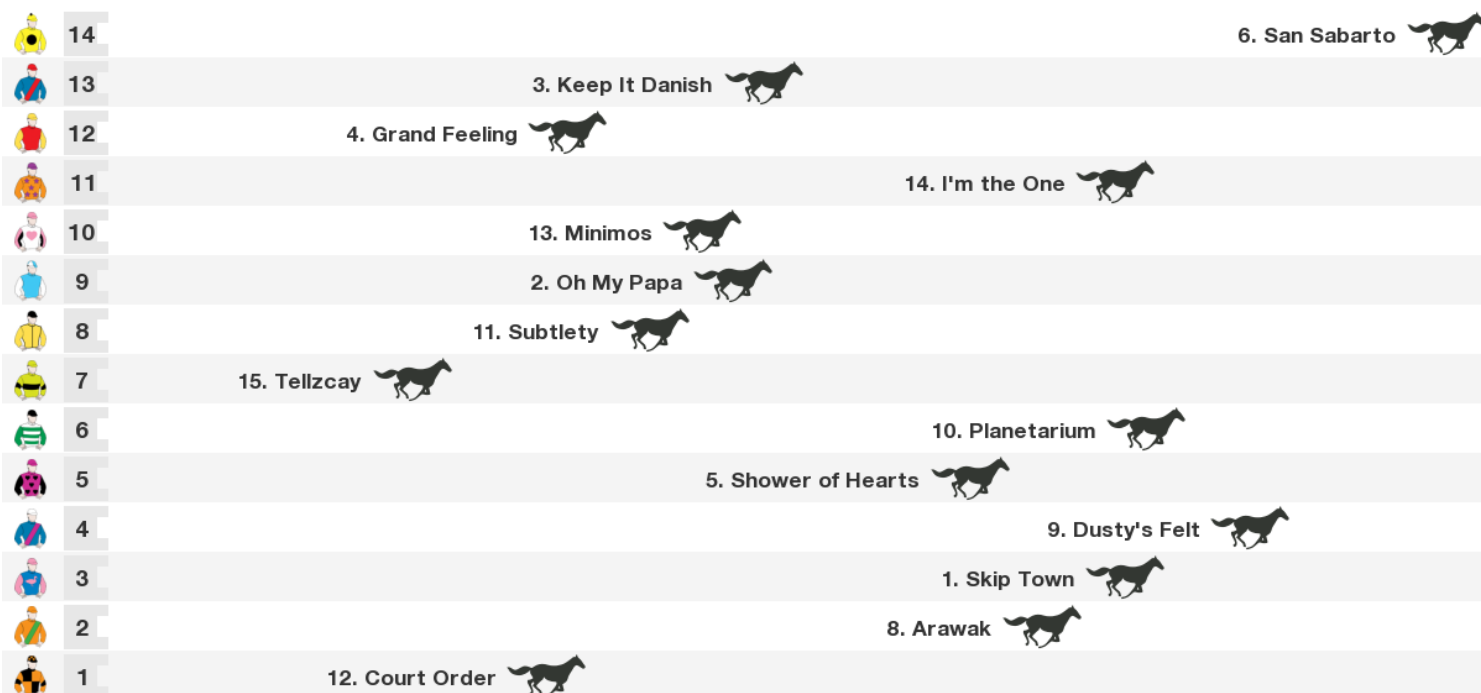 14 6. San Sabarto
13 3. Keep It Danish
12 4. Grand Feeling
11 14. I'm the One
10 13. Minimos
9 2. Oh My Papa
8 11. Subtlety
7 15. Tellzcay
6 10. Planetarium
5 5. Shower of Hearts
4 9. Dusty's Felt
3 1. Skip Town
2 8. Arawak
1 12. Court Order